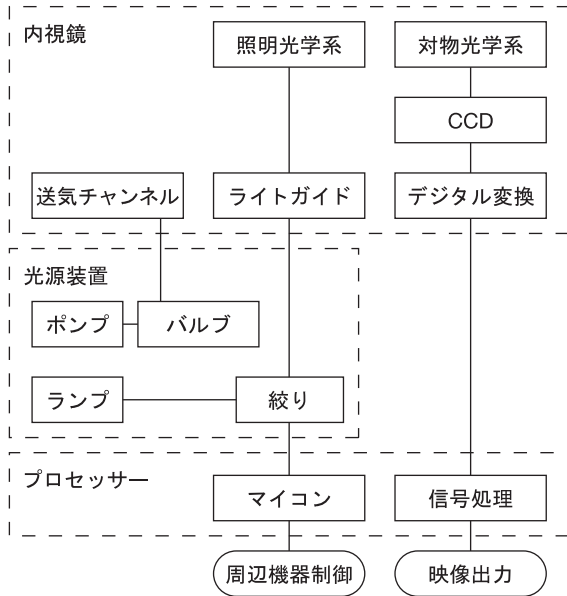 内視鏡
照明光学系
対物光学系
CCD
送気チャンネル
ライトガイド
デジタル変換
光源装置
ポンプ
バルブ
ランプ
絞り
プロセッサー
マイコン
信号処理
周辺機器制御
映像出力